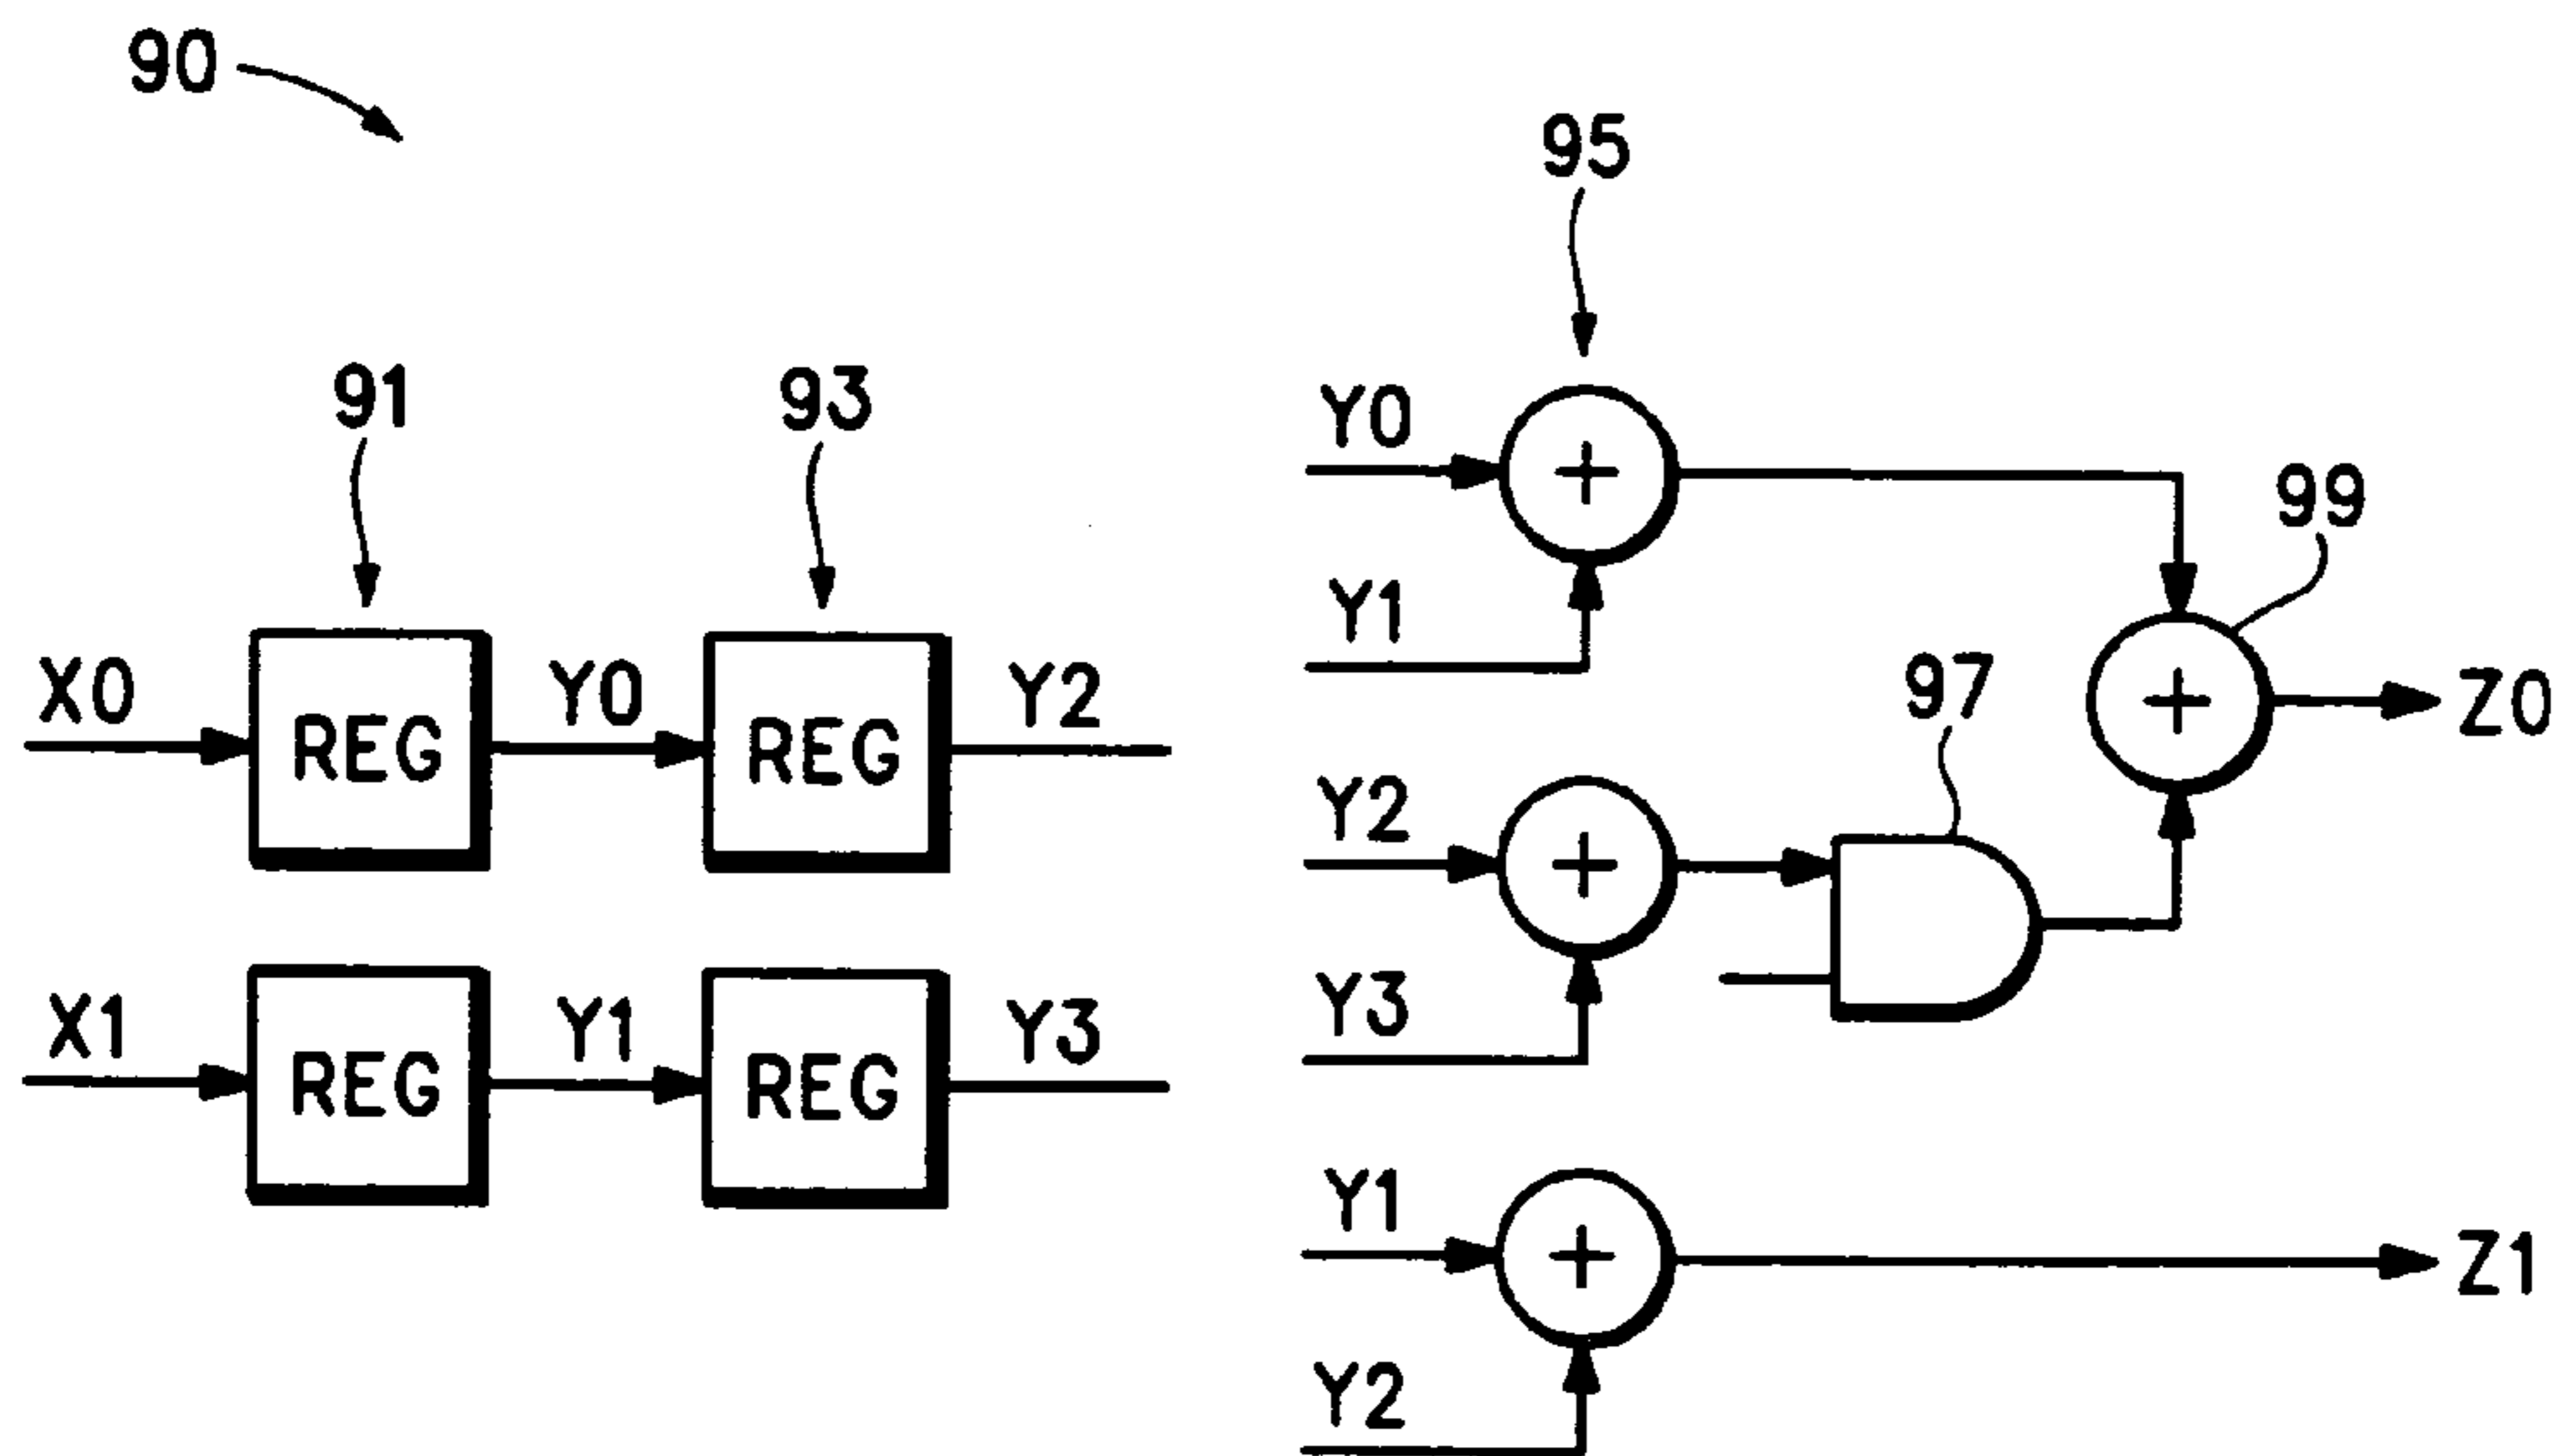 90
95
91
93
Y0
+
99
Y1
X0
REG
Y0
REG
Y2
Y2
+
97
+
Z0
X1
REG
Y1
REG
Y3
Y3
Y1
+
Z1
Y2